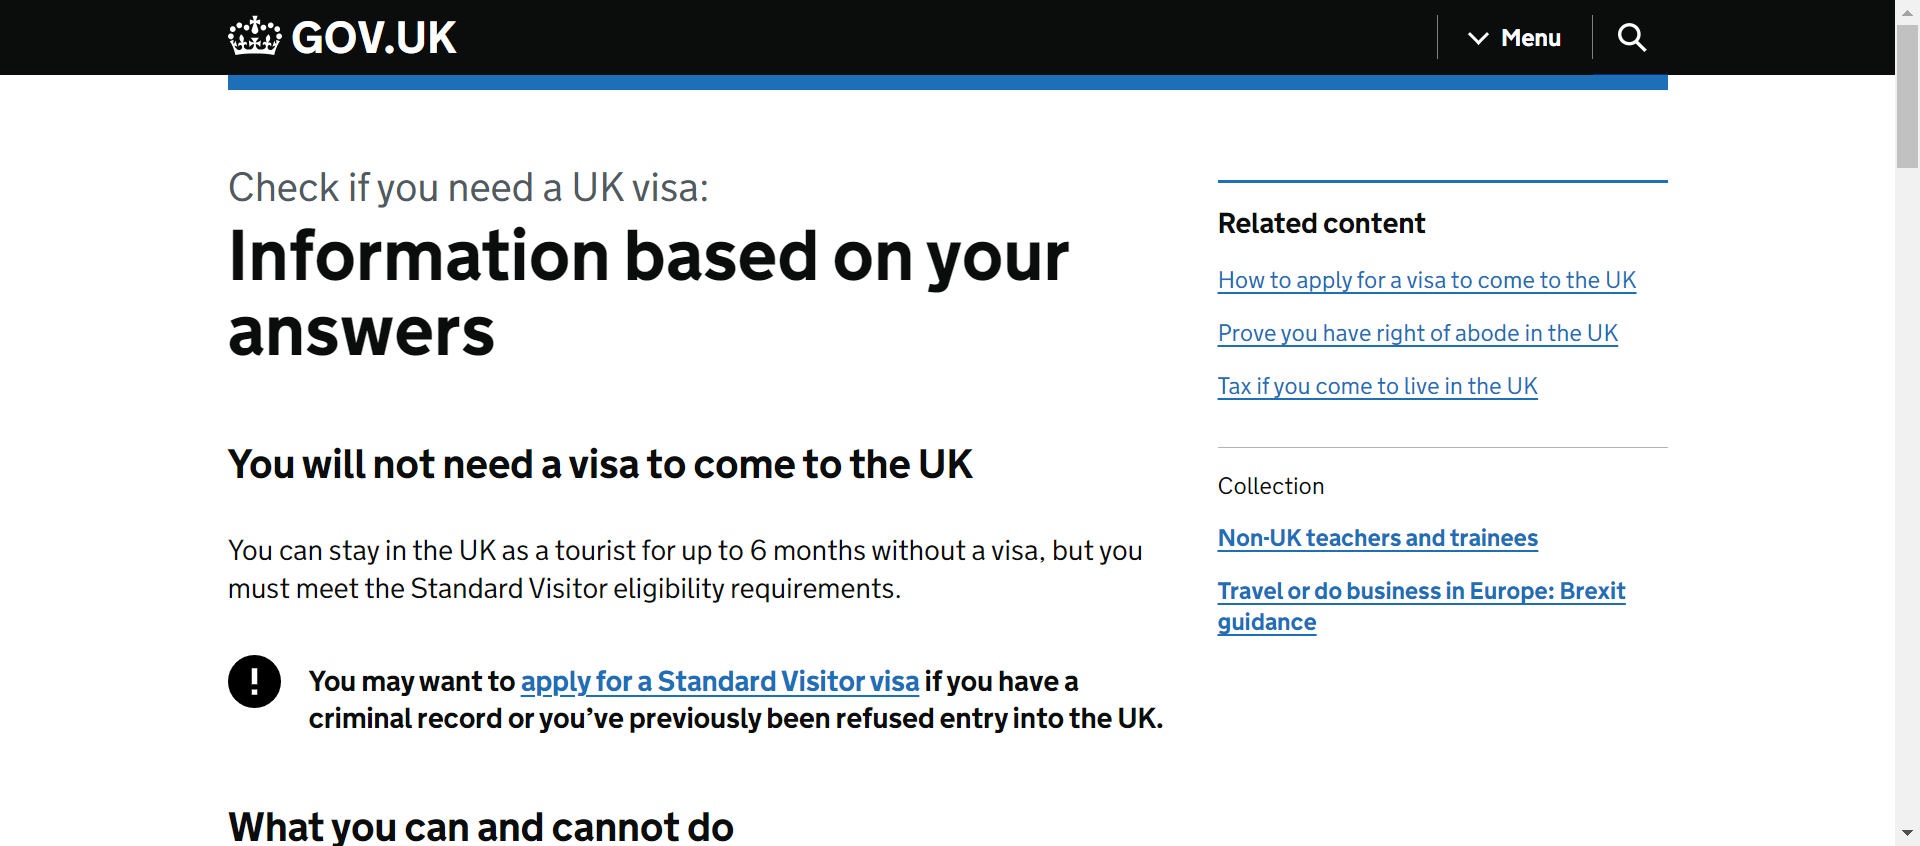 GOV.UK
Menu
Check if you need a UK visa:
Information based on your
answers
You will not need a visa to come to the UK
You can stay in the UK as a tourist for up to 6 months without a visa, but you
must meet the Standard Visitor eligibility requirements.
! You may want to apply for a Standard Visitor visa if you have a
criminal record or you’ve previously been refused entry into the UK.
What you can and cannot do
Related content
How to apply for a visa to come to the UK
Prove you have right of abode in the UK
Tax if you come to live in the UK
Collection
Non-UK teachers and trainees
Travel or do business in Europe: Brexit
guidance